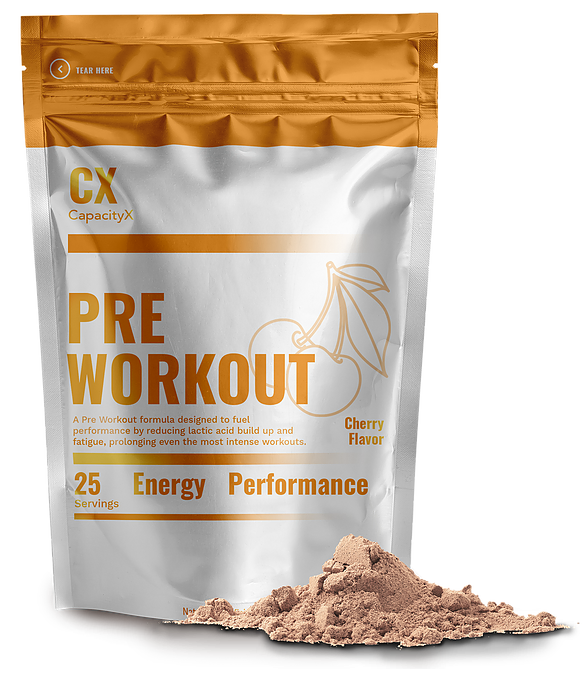 TEAR HERE
CX
CapacityX
PRE
WORKOUT
A Pre Workout formula designed to fuel
performance by reducing lactic acid build up and
fatigue, prolonging even the most intense workouts.
Cherry
Flavor
25 Energy Performance
Servings